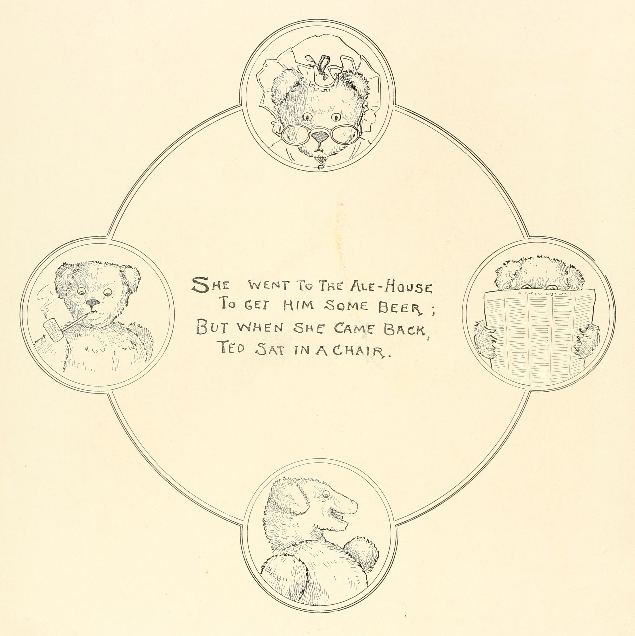 She went to the Ale-House
To get him some Beer;
But when she came Back,
Ted Sat in a Chair.